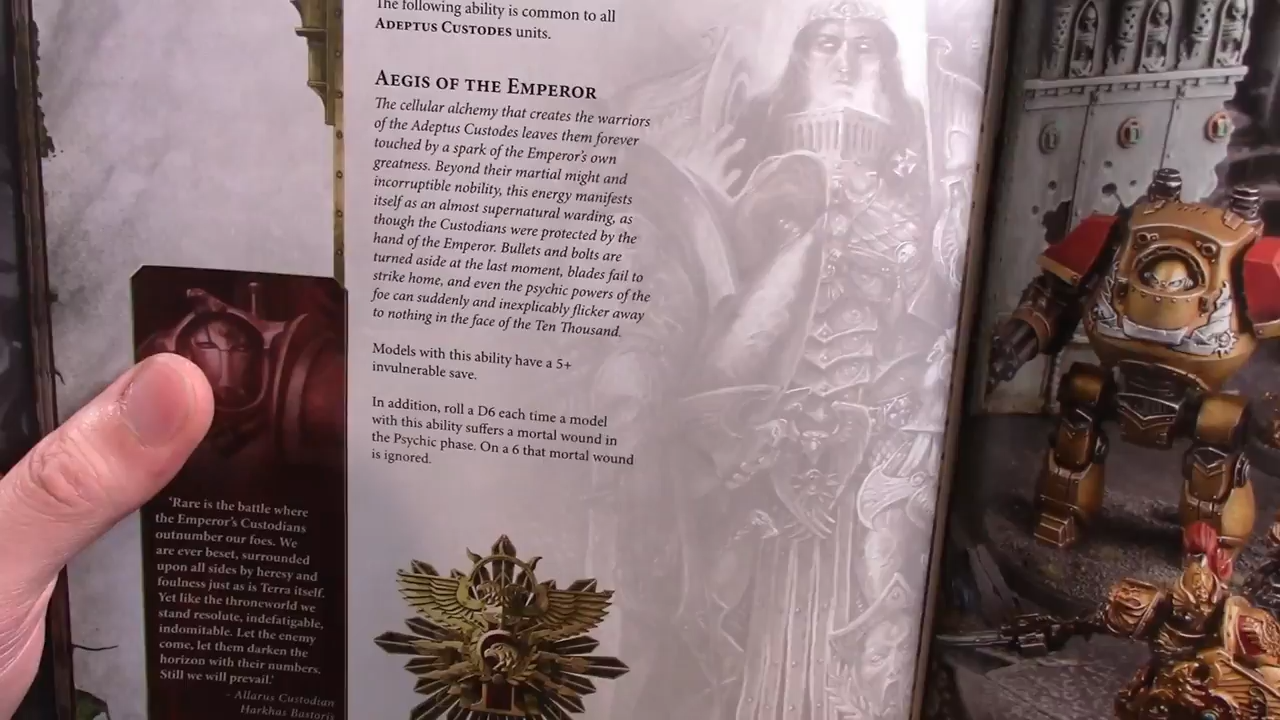 The following ability is common to all
ADEPTUS CUSTODES units.
AEGIS OF THE EMPEROR
The cellular alchemy that creates the warriors
of the Adeptus Custodes leaves them forever
touched by a spark of the Emperor's own
greatness. Beyond their martial might and
incorruptible nobility, this energy manifests
itself as an almost supernatural warding, as
though the Custodians were protected by the
hand of the Emperor. Bullets and bolts are
turned aside at the last moment, blades fail to
strike home, and even the psychic powers of the
foe can suddenly and inexplicably flicker away
to nothing in the face of the Ten Thousand.
Models with this ability have a 5+
invulnerable save.
In addition, roll a D6 each time a model
with this ability suffers a mortal wound in
the Psychic phase. On a 6 that mortal wound
is ignored.
'Rare is the battle where
the Emperor's Custodians
outnumber our foes. We
are ever beset, surrounded
upon all sides by heresy and
foulness just as is Terra itself.
Yet like the throneworld we
stand resolute, indefatigable,
indomitable. Let the enemy
come, let them darken the
horizon with their numbers.
Still we will prevail.'
- Allarus Custodian
Harkhas Bastoris